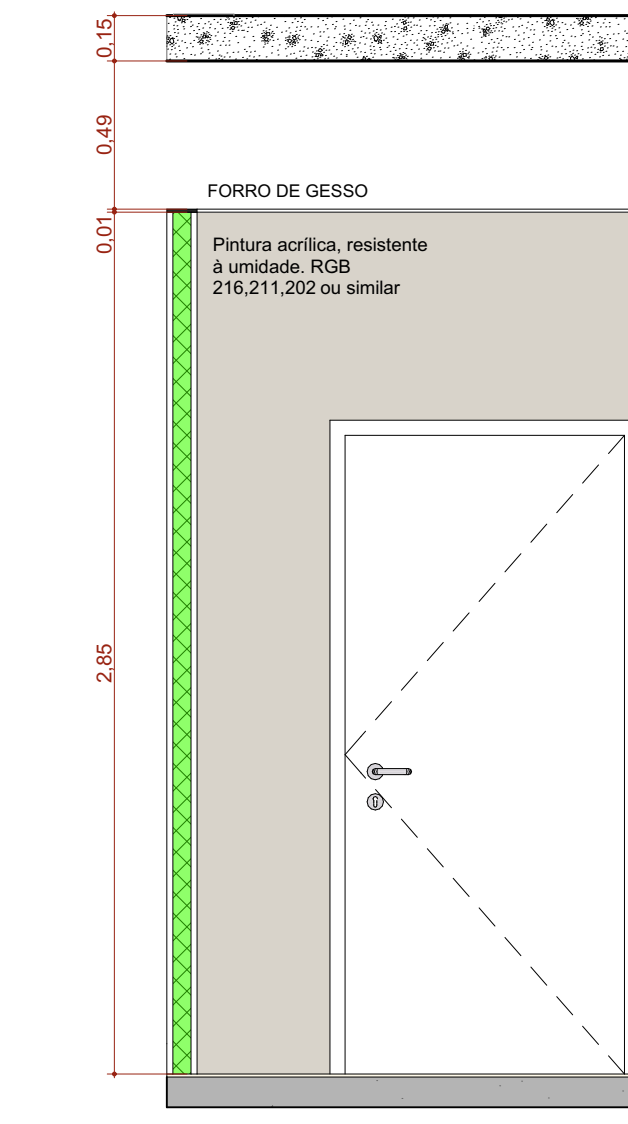 0,15
0,49
FORRO DE GESSO
0,01
Pintura acrílica, resistente
à umidade. RGB
216,211,202 ou similar
2,85